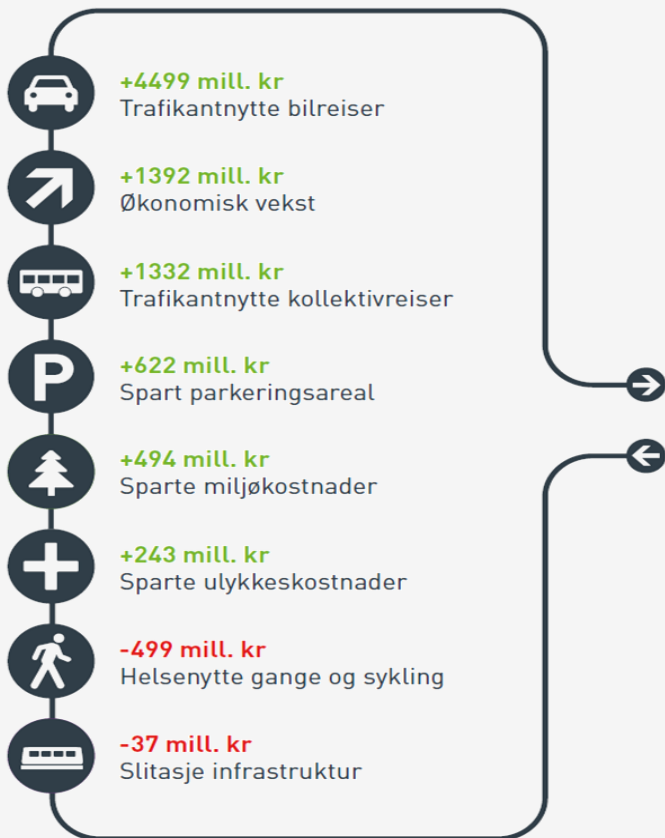 +4499 mill. kr
Trafikantnytte bilreiser
+1392 mill. kr
Økonomisk vekst
+1332 mill. kr
Trafikantnytte kollektivreiser
P
+622 mill. kr
Spart parkeringsareal
+494 mill. kr
Sparte miljøkostnader
+243 mill. kr
Sparte ulykkeskostnader
-499 mill. kr
Helsenytte gange og sykling
-37 mill. kr
Slitasje infrastruktur